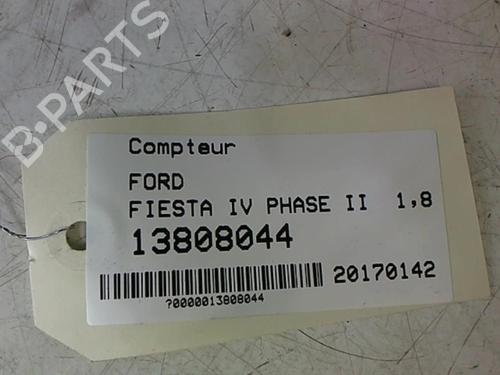 B-PARTS
Compteur
FORD
FIESTA IV PHASE II 1,8
13808044
20170142
?0000013808044